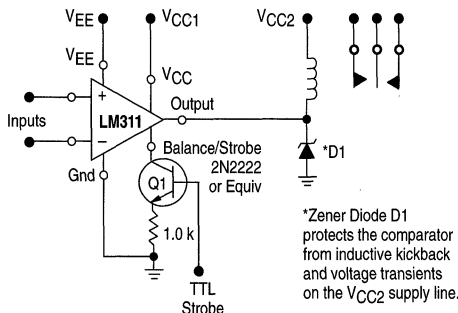 VEE
VCC1
VCC2
VEE
VCC
+
LM311
Output
Inputs
–
Balance/Strobe
2N2222
or Equiv
Gnd
Q1
*D1
1.0 k
TTL
Strobe
*Zener Diode D1
protects the comparator
from inductive kickback
and voltage transients
on the VCC2 supply line.